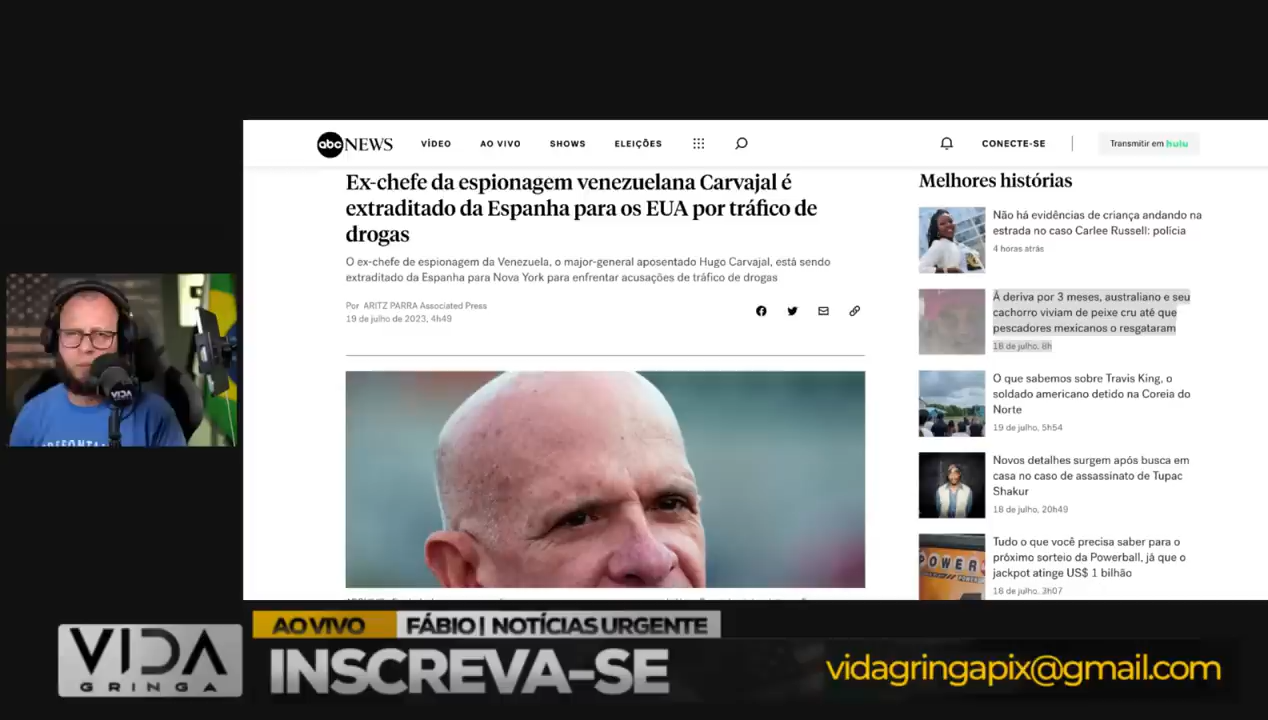 abc NEWS VÍDEO AO VIVO SHOWS ELEIÇÕES CONECTE-SE Transmitir em hulu
Ex-chefe da espionagem venezuelana Carvajal é
extraditado da Espanha para os EUA por tráfico de
drogas
O ex-chefe de espionagem da Venezuela, o major-general aposentado Hugo Carvajal, está sendo
extraditado da Espanha para Nova York para enfrentar acusações de tráfico de drogas
Por ARITZ PARRA Associated Press
19 de julho de 2023, 4h49
Melhores histórias
Não há evidências de criança andando na
estrada no caso Carlee Russell: polícia
4 horas atrás
À deriva por 3 meses, australiano e seu
cachorro viviam de peixe cru até que
pescadores mexicanos o resgataram
18 de julho, 8h
O que sabemos sobre Travis King, o
soldado americano detido na Coreia do
Norte
19 de julho, 5h54
Novos detalhes surgem após busca em
casa no caso de assassinato de Tupac
Shakur
18 de julho, 20h49
POWER
Tudo o que você precisa saber para o
próximo sorteio da Powerball, já que o
jackpot atinge US$ 1 bilhão
18 de julho, 3h07
VIDA
VIDA
GRINGA
AO VIVO FÁBIO | NOTÍCIAS URGENTE
INSCREVA-SE
vidagringapix@gmail.com